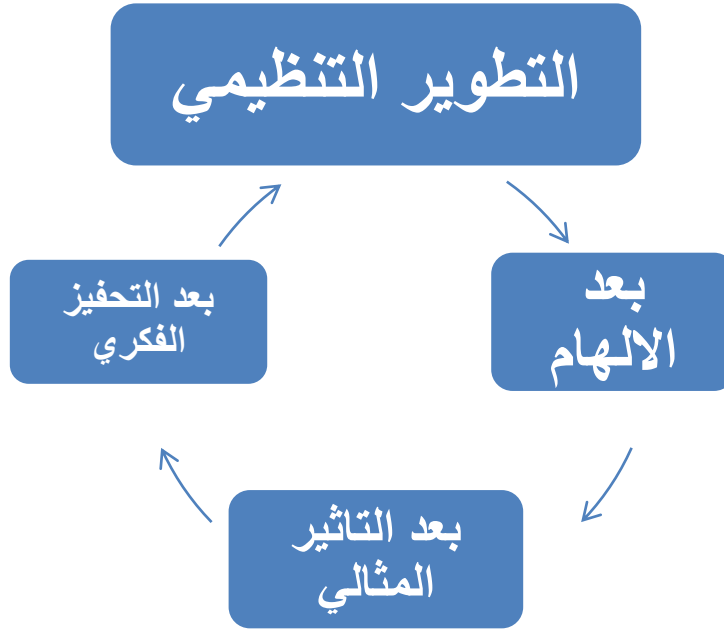 التطوير التنظيمي
بعد
الالهام
بعد التاثير
المثالي
بعد التحفيز
الفكري